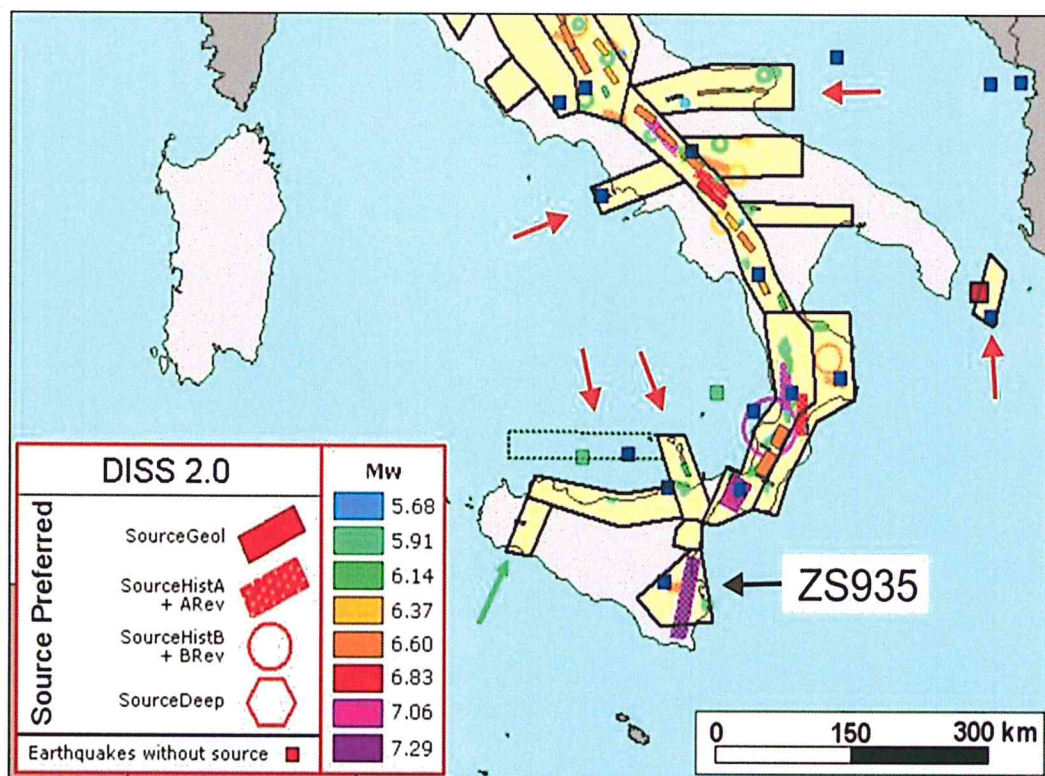 ZS935
DISS 2.0
Mw
Source Preferred
SourceGeol
SourceHistA
+ ARev
SourceHistB
+ BRev
SourceDeep
Earthquakes without source
5.68
5.91
6.14
6.37
6.60
6.83
7.06
7.29
0 150 300 km